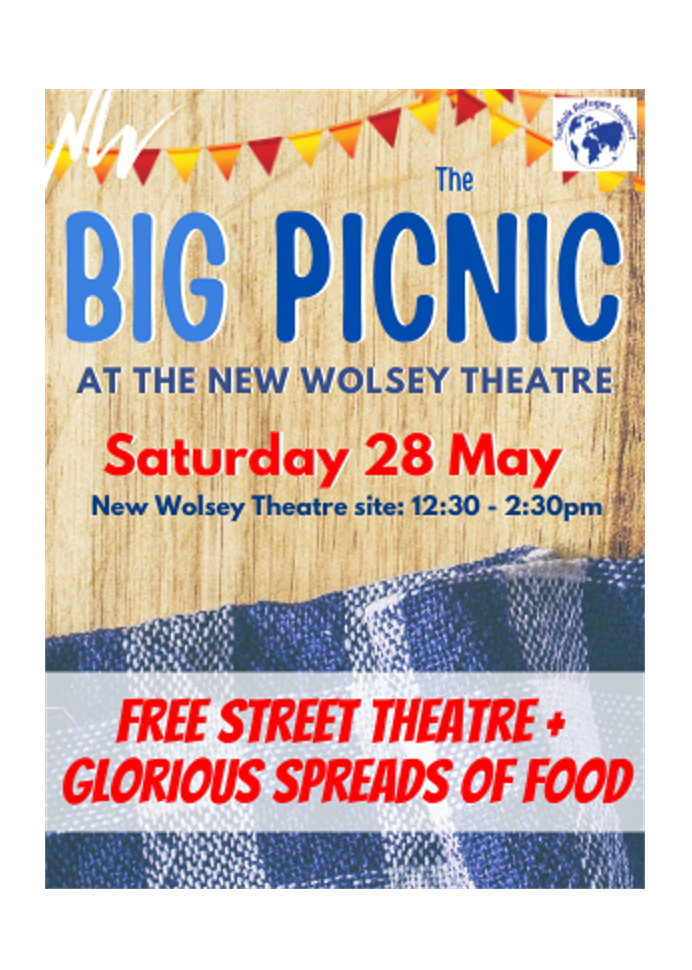 NW
Suffolk Refugee Support
The
BIG PICNIC
AT THE NEW WOLSEY THEATRE
Saturday 28 May
New Wolsey Theatre site: 12:30 - 2:30pm
FREE STREET THEATRE +
GLORIOUS SPREADS OF FOOD